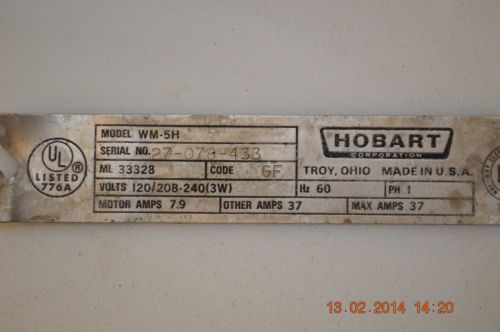 UL
LISTED
776A
MODEL WM-5H
SERIAL NO. 27-079-433
ML 33328 CODE GF
VOLTS 120/208-240(3W) Hz 60 PH 1
MOTOR AMPS 7.9 OTHER AMPS 37 MAX AMPS 37
HOBART
CORPORATION
TROY, OHIO MADE IN U.S.A.
13.02.2014 14:20